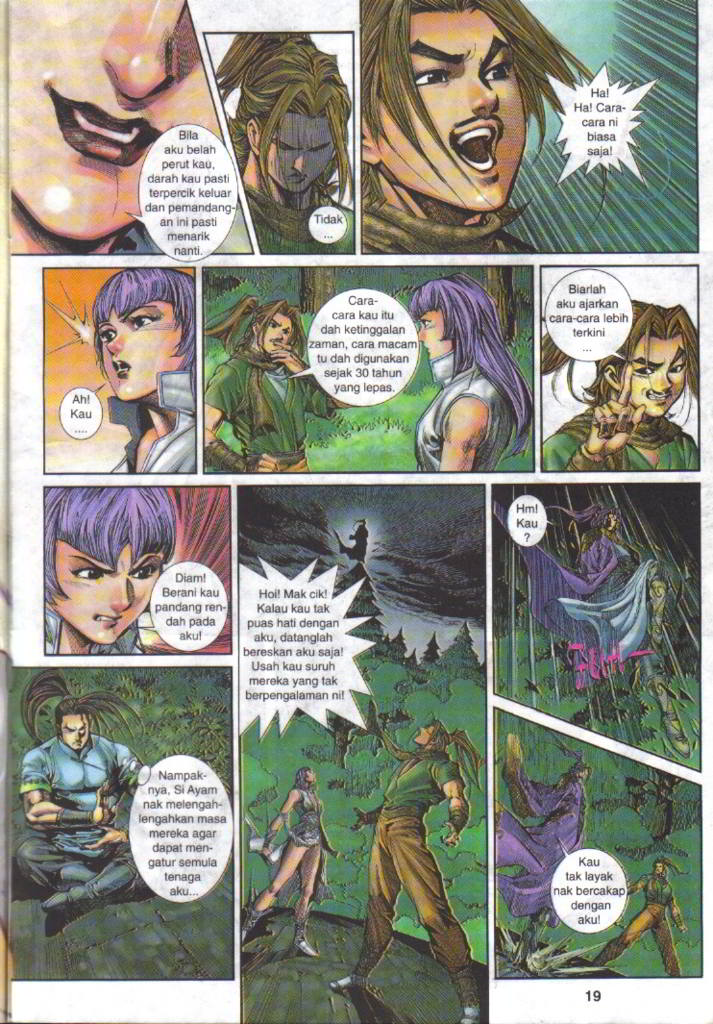 Bila
aku belah
perut kau,
darah kau pasti
terpercik keluar
dan pemandang-
an ini pasti
menarik
nanti.
Tidak
...
Ha!
Ha! Cara-
cara ni
biasa
saja!
Ah!
Kau
....
Cara-
cara kau itu
dah ketinggalan
zaman, cara macam
tu dah digunakan
sejak 30 tahun
yang lepas.
Biarlah
aku ajarkan
cara-cara lebih
terkini
...
Diam!
Berani kau
pandang ren-
dah pada
aku!
Hoi! Mak cik!
Kalau kau tak
puas hati dengan
aku, datanglah
bereskan aku saja!
Usah kau suruh
mereka yang tak
berpengalaman ni!
Hm!
Kau
?
Nampak-
nya, Si Ayam
nak melengah-
lengahkan masa
mereka agar
dapat men-
gatur semula
tenaga
aku...
Kau
tak layak
nak bercakap
dengan
aku!
19